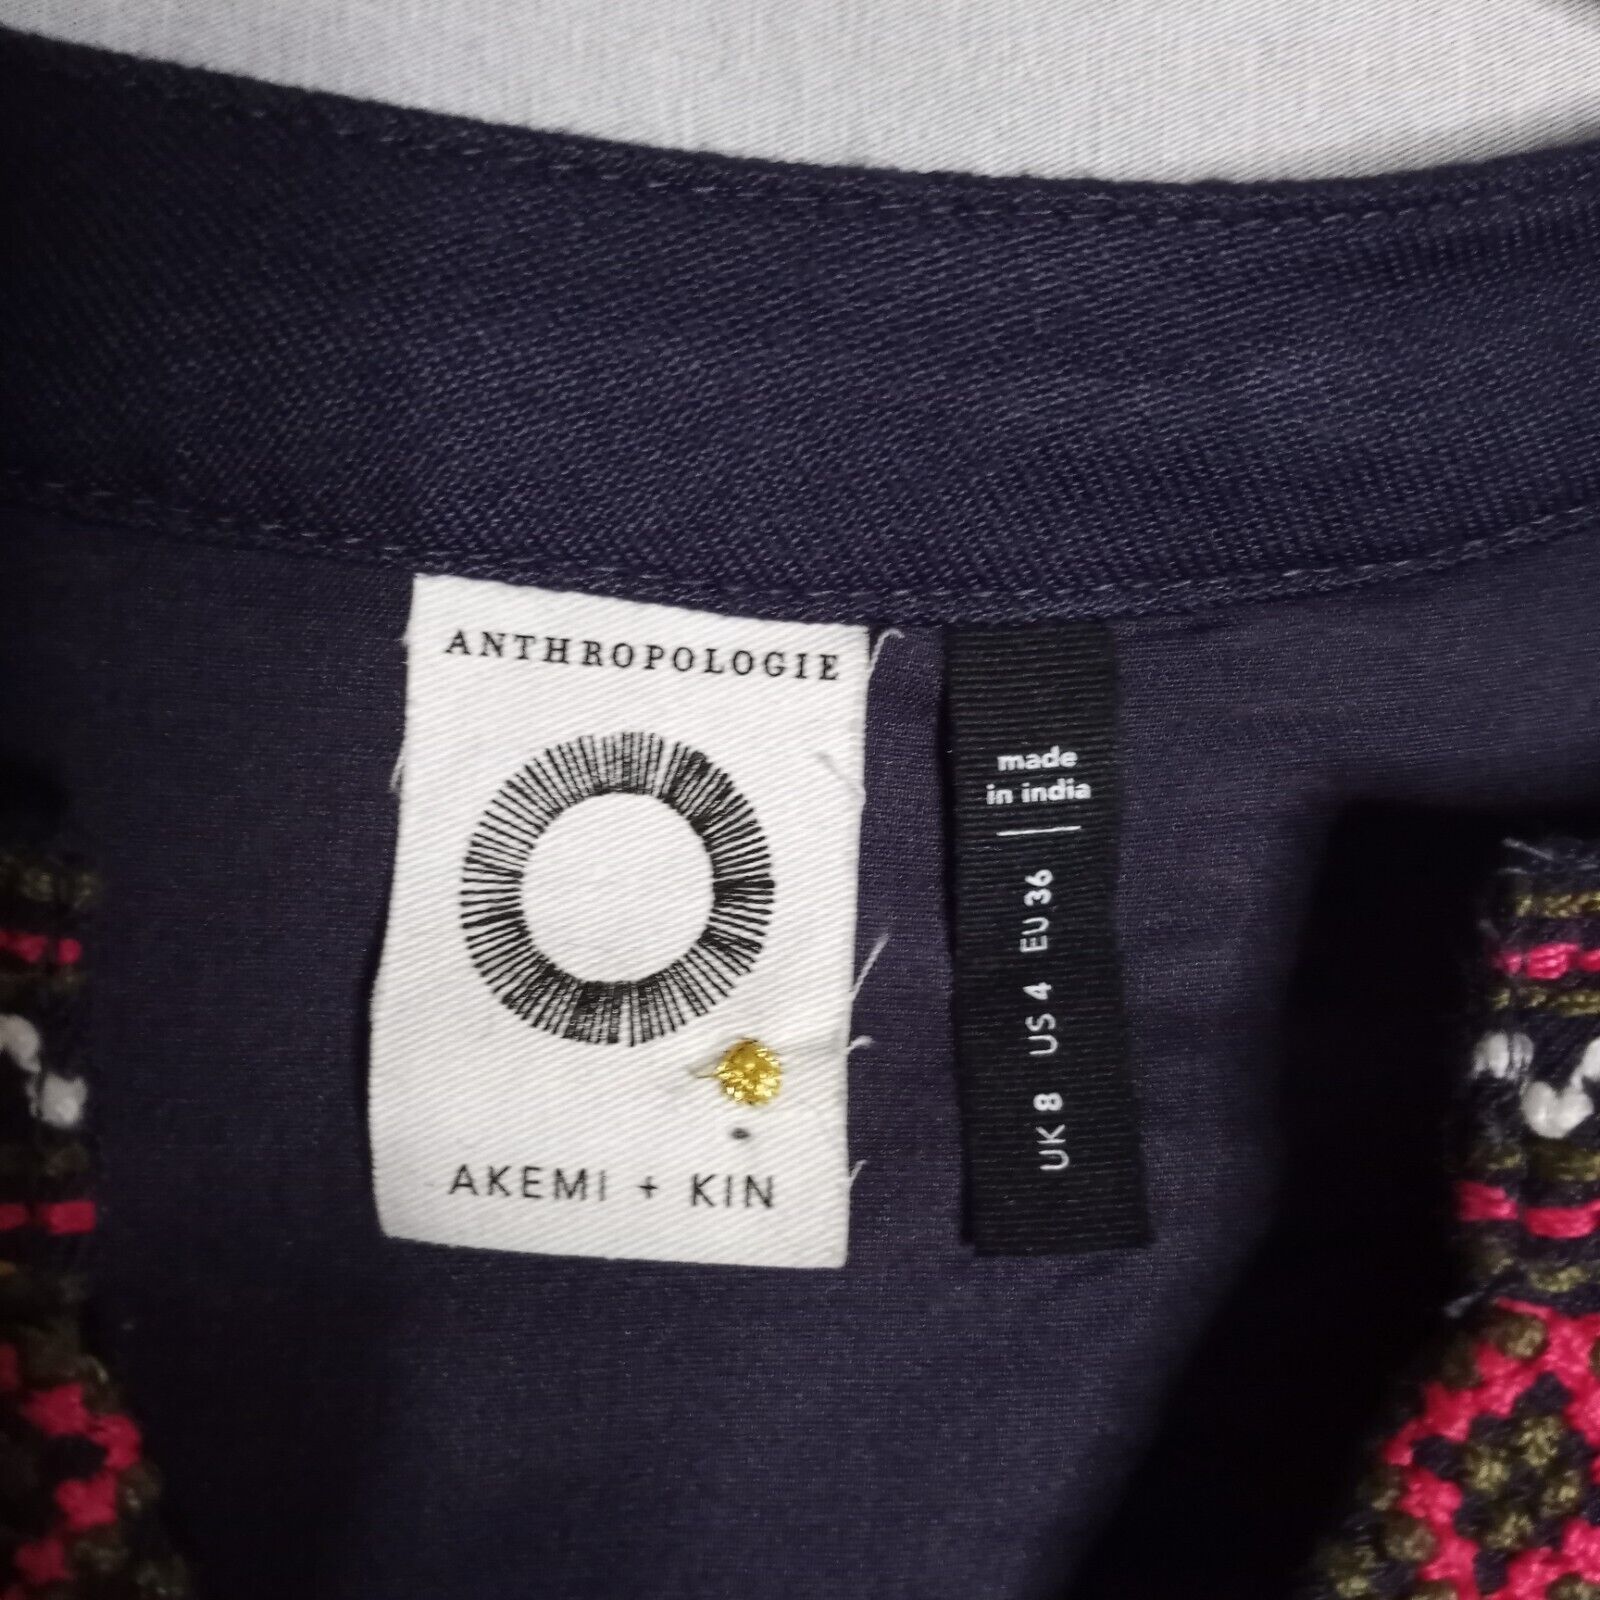 ANTHROPOLOGIE
AKEMI + KIN
made
in india
UK 8 US 4 EU 36